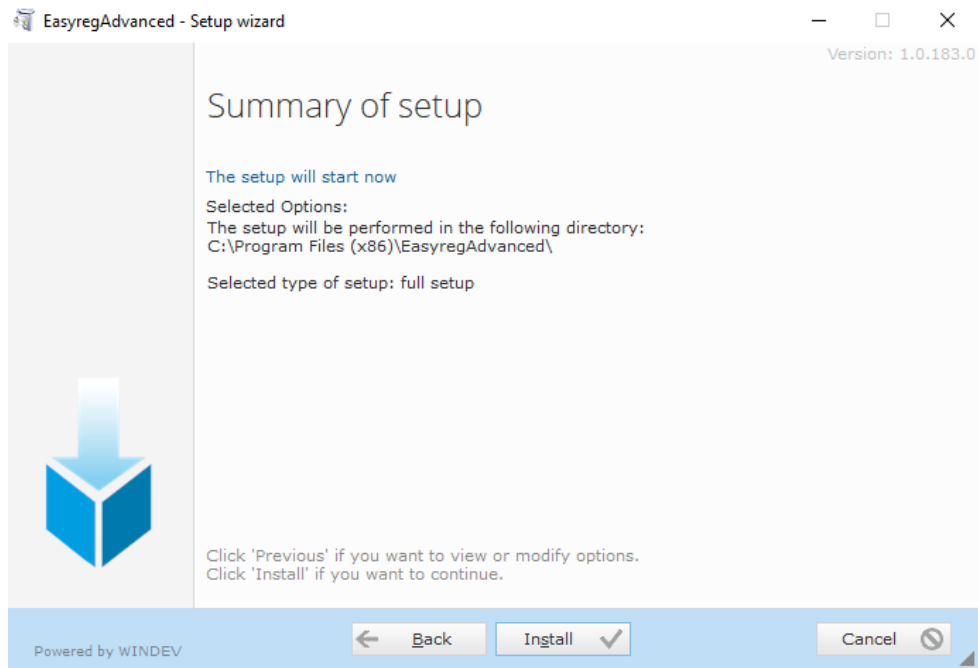 EasyregAdvanced - Setup wizard
Version: 1.0.183.0
Summary of setup
The setup will start now
Selected Options:
The setup will be performed in the following directory:
C:\Program Files (x86)\EasyregAdvanced\
Selected type of setup: full setup
Click 'Previous' if you want to view or modify options.
Click 'Install' if you want to continue.
Powered by WINDEV
Back
Install
Cancel